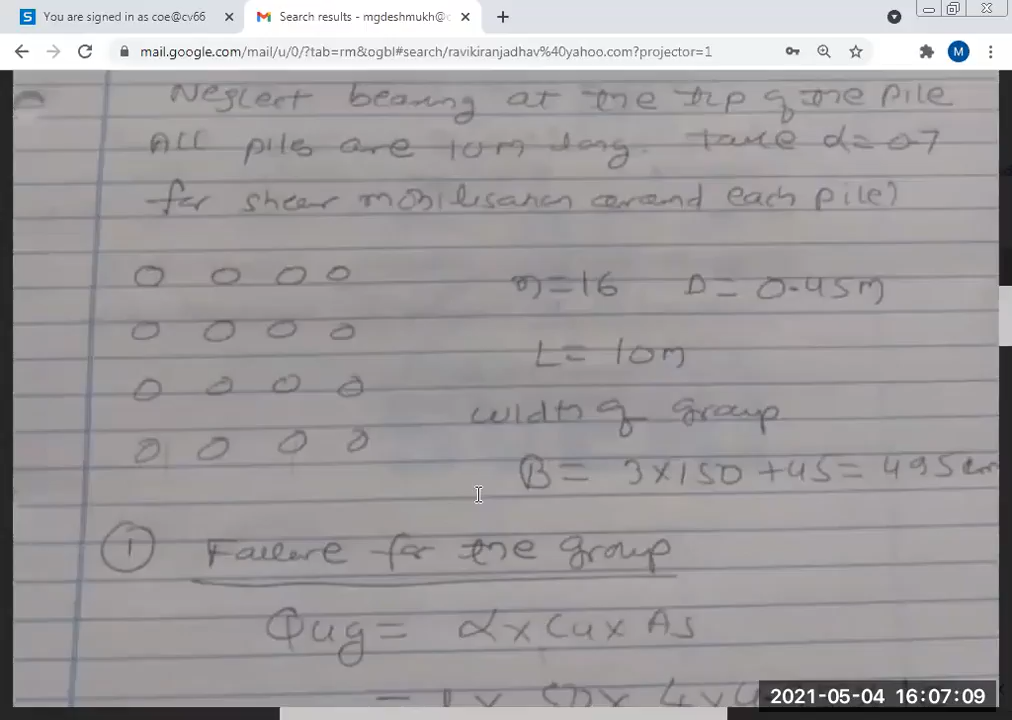 You are signed in as coe@cv66
Search results - mgdeshmukh@c
mail.google.com/mail/u/0/?tab=rm&ogbl#search/ravikiranjadhav%40yahoo.com?projector=1
M
Neglect bearing at the tip of the pile
All piles are 10m long. take α= 0.7
for shear mobilisation around each pile)
n=16 D= 0.45m
L= 10m
width of group
B= 3x150 +45= 495cm
① Failure for the group
Qug= αx Cu x As
2021-05-04 16:07:09